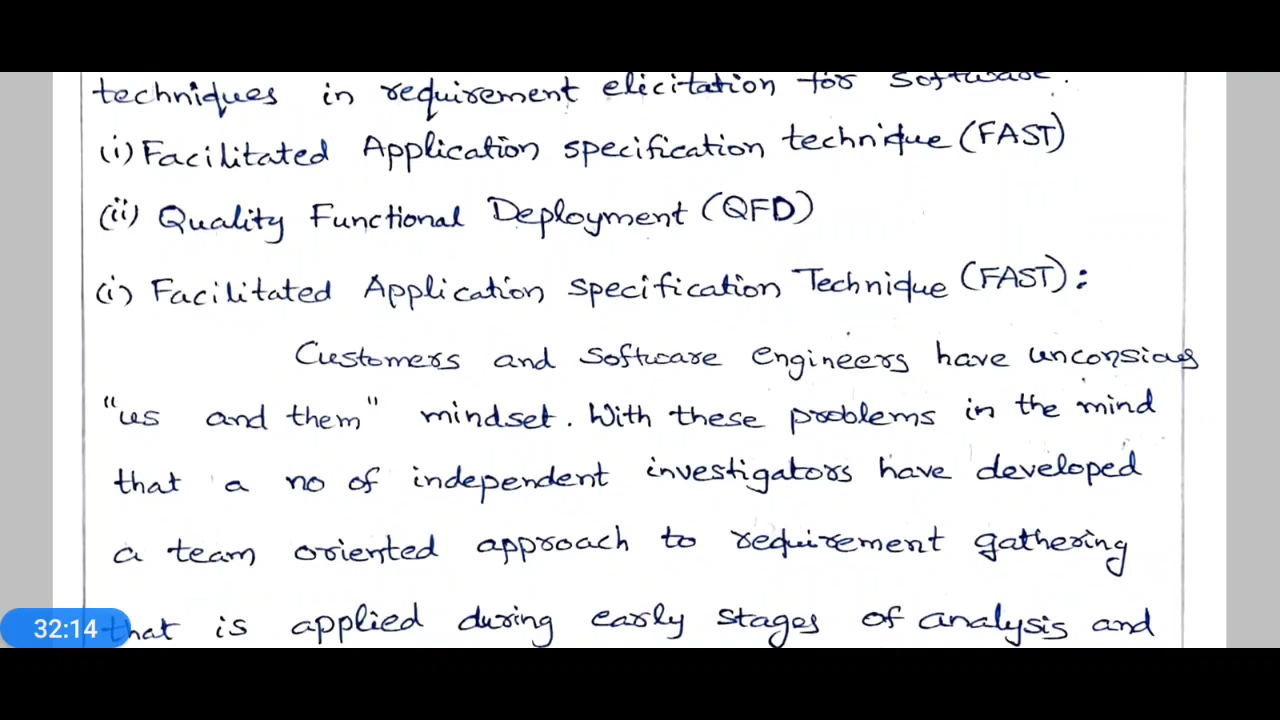 techniques in requirement elicitation for Software.
(i) Facilitated Application specification technique (FAST)
(ii) Quality Functional Deployment (QFD)
(i) Facilitated Application specification Technique (FAST):
Customers and Software engineers have unconsious
"us and them" mindset. With these problems in the mind
that a no of independent investigators have developed
a team oriented approach to requirement gathering
that is applied during early stages of analysis and
32:14